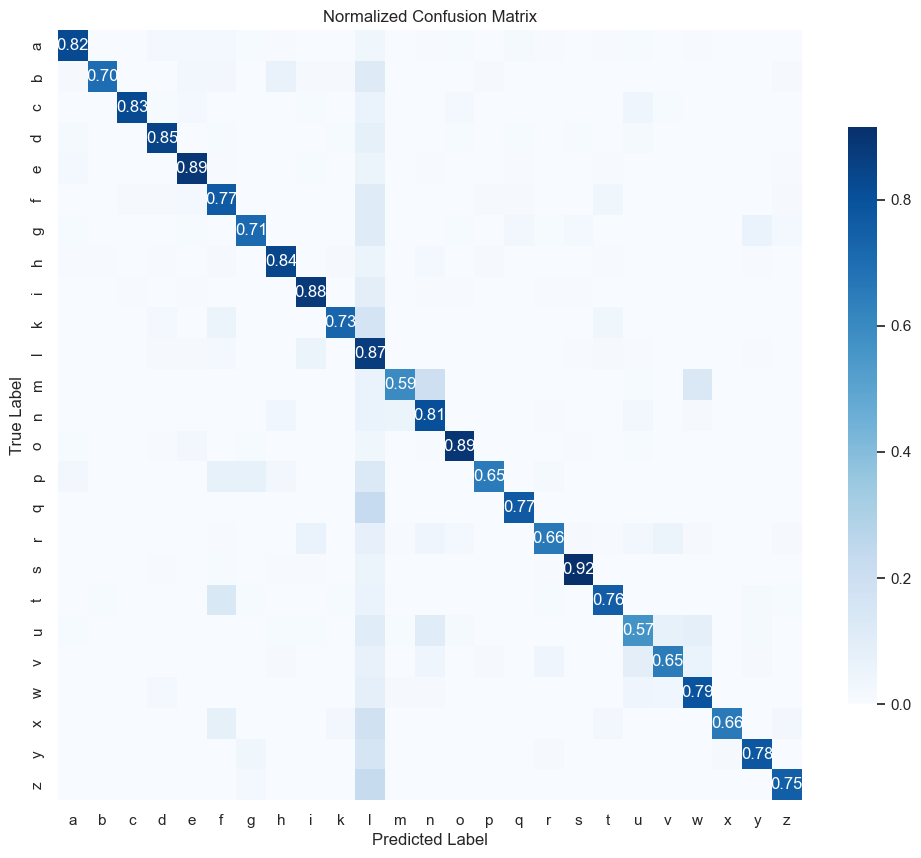 Normalized Confusion Matrix
True Label
a 0.82
b 0.70
c 0.83
d 0.85
e 0.89
f 0.77
g 0.71
h 0.84
i 0.88
k 0.73
l 0.87
m 0.59
n 0.81
o 0.89
p 0.65
q 0.77
r 0.66
s 0.92
t 0.76
u 0.57
v 0.65
w 0.79
x 0.66
y 0.78
z 0.75
a b c d e f g h i k l m n o p q r s t u v w x y z
Predicted Label
0.8
0.6
0.4
0.2
0.0